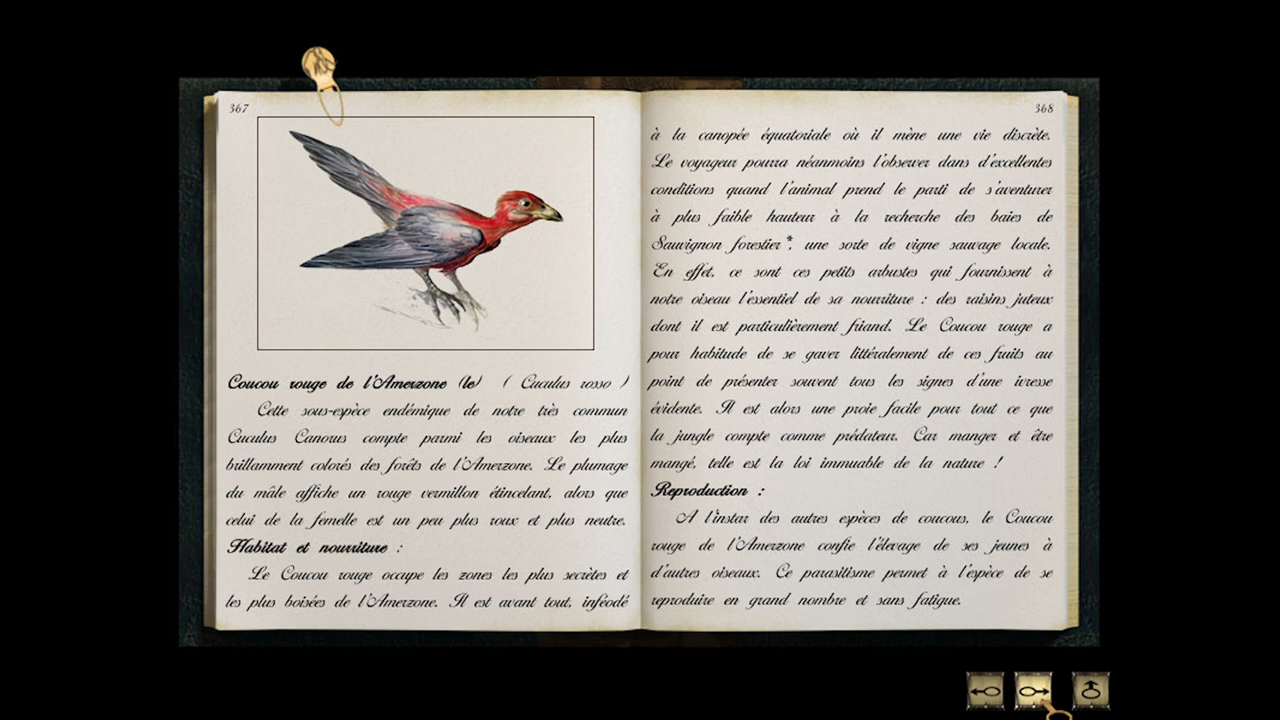 367
Coucou rouge de l'Amerzone (le) ( Cuculus rosso )
Cette sous-espèce endémique de notre très commun
Cuculus Canorus compte parmi les oiseaux les plus
brillamment colorés des forêts de l'Amerzone. Le plumage
du mâle affiche un rouge vermillon étincelant, alors que
celui de la femelle est un peu plus roux et plus neutre.
Habitat et nourriture :
Le Coucou rouge occupe les zones les plus secrètes et
les plus boisées de l'Amerzone. Il est avant tout, inféodé
368
à la canopée équatoriale où il mène une vie discrète.
Le voyageur pourra néanmoins l'observer dans d'excellentes
conditions quand l'animal prend le parti de s'aventurer
à plus faible hauteur à la recherche des baies de
Sauvignon forestier*, une sorte de vigne sauvage locale.
En effet, ce sont ces petits arbustes qui fournissent à
notre oiseau l'essentiel de sa nourriture : des raisins juteux
dont il est particulièrement friand. Le Coucou rouge a
pour habitude de se gaver littéralement de ces fruits au
point de présenter souvent tous les signes d'une ivresse
évidente. Il est alors une proie facile pour tout ce que
la jungle compte comme prédateur. Car manger et être
mangé, telle est la loi immuable de la nature !
Reproduction :
A l'instar des autres espèces de coucous, le Coucou
rouge de l'Amerzone confie l'élevage de ses jeunes à
d'autres oiseaux. Ce parasitisme permet à l'espèce de se
reproduire en grand nombre et sans fatigue.